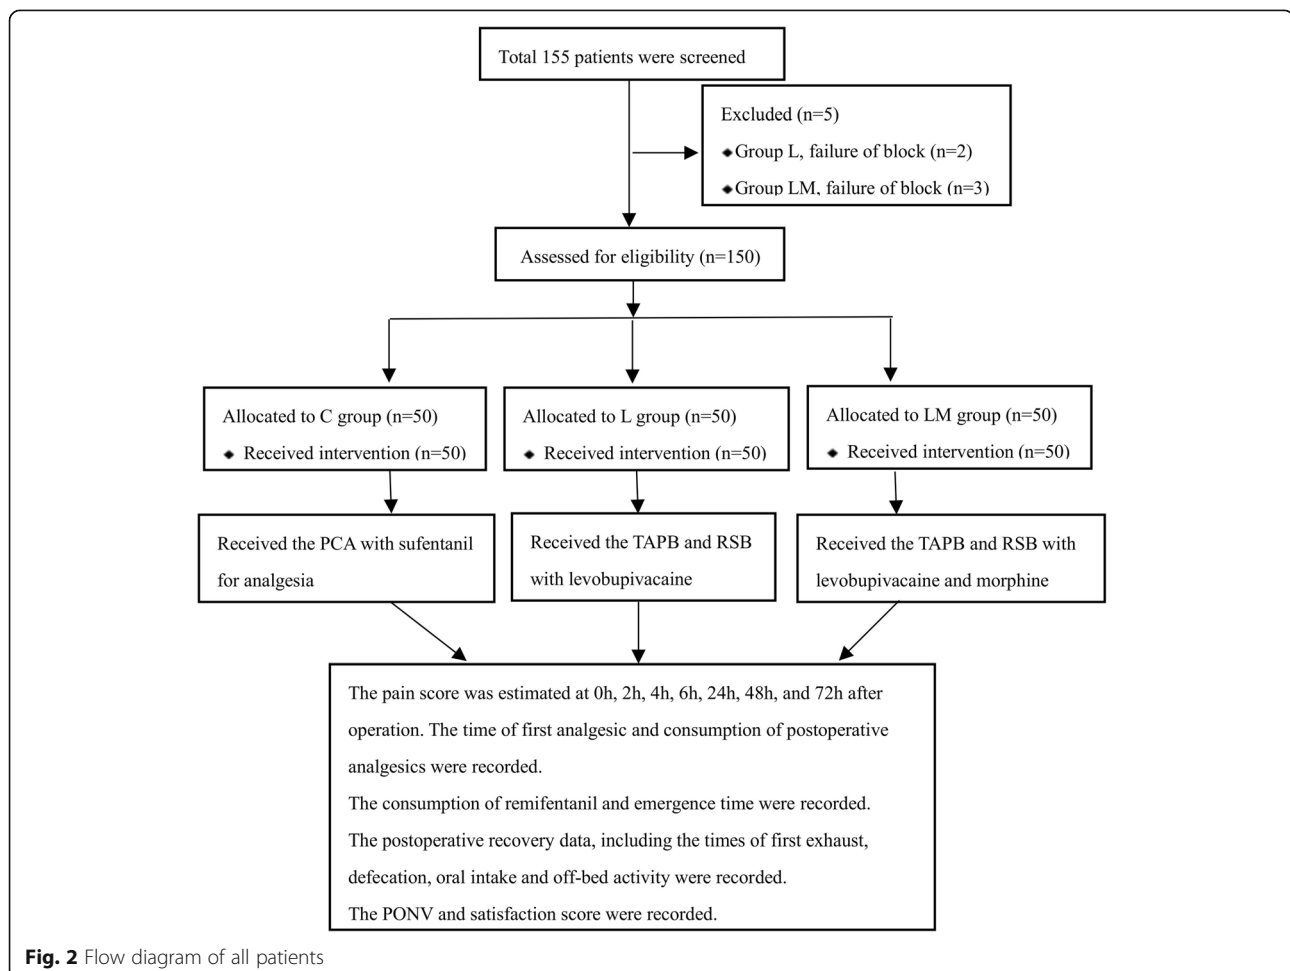 Total 155 patients were screened
Excluded (n=5)
◆Group L, failure of block (n=2)
◆Group LM, failure of block (n=3)
Assessed for eligibility (n=150)
Allocated to C group (n=50)
◆ Received intervention (n=50)
Allocated to L group (n=50)
◆ Received intervention (n=50)
Allocated to LM group (n=50)
◆ Received intervention (n=50)
Received the PCA with sufentanil
for analgesia
Received the TAPB and RSB
with levobupivacaine
Received the TAPB and RSB with
levobupivacaine and morphine
The pain score was estimated at 0h, 2h, 4h, 6h, 24h, 48h, and 72h after
operation. The time of first analgesic and consumption of postoperative
analgesics were recorded.
The consumption of remifentanil and emergence time were recorded.
The postoperative recovery data, including the times of first exhaust,
defecation, oral intake and off-bed activity were recorded.
The PONV and satisfaction score were recorded.
Fig. 2 Flow diagram of all patients